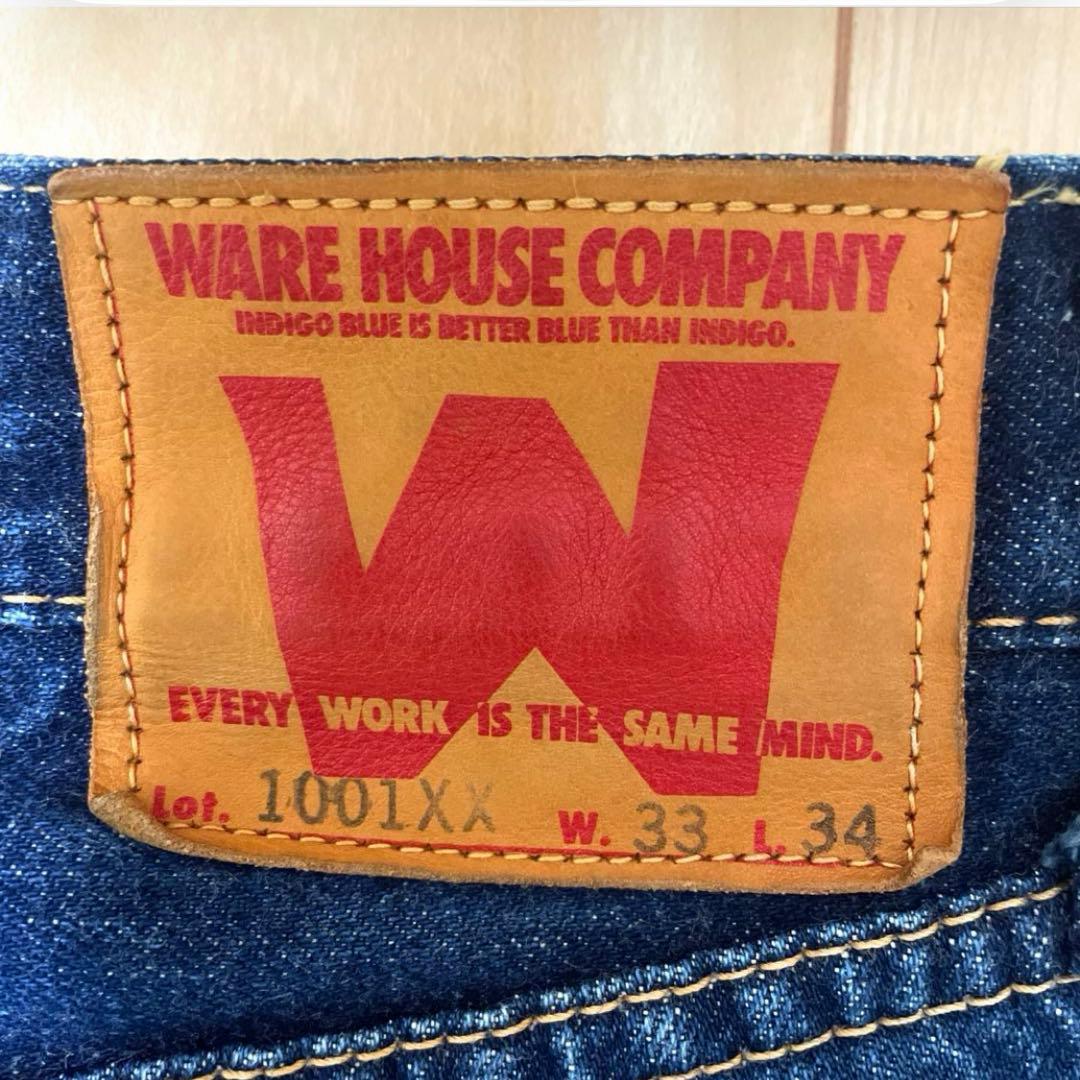 WARE HOUSE COMPANY
INDIGO BLUE IS BETTER BLUE THAN INDIGO.
W
EVERY WORK IS THE SAME MIND.
Lot. 1001XX W. 33 L. 34